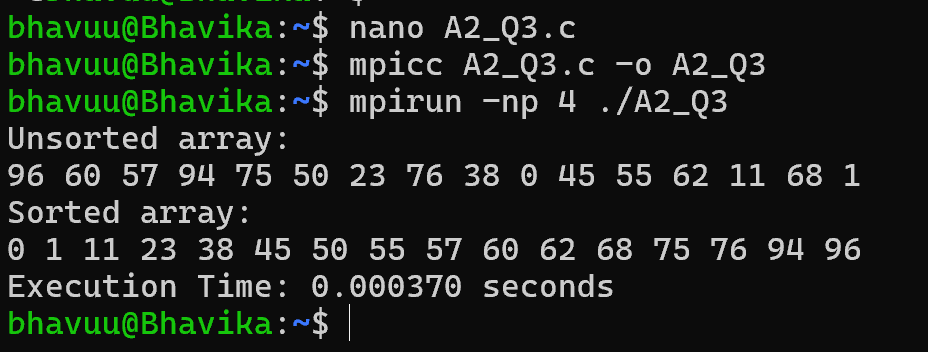 bhavuu@Bhavika:~$ nano A2_Q3.c
bhavuu@Bhavika:~$ mpicc A2_Q3.c -o A2_Q3
bhavuu@Bhavika:~$ mpirun -np 4 ./A2_Q3
Unsorted array:
96 60 57 94 75 50 23 76 38 0 45 55 62 11 68 1
Sorted array:
0 1 11 23 38 45 50 55 57 60 62 68 75 76 94 96
Execution Time: 0.000370 seconds
bhavuu@Bhavika:~$